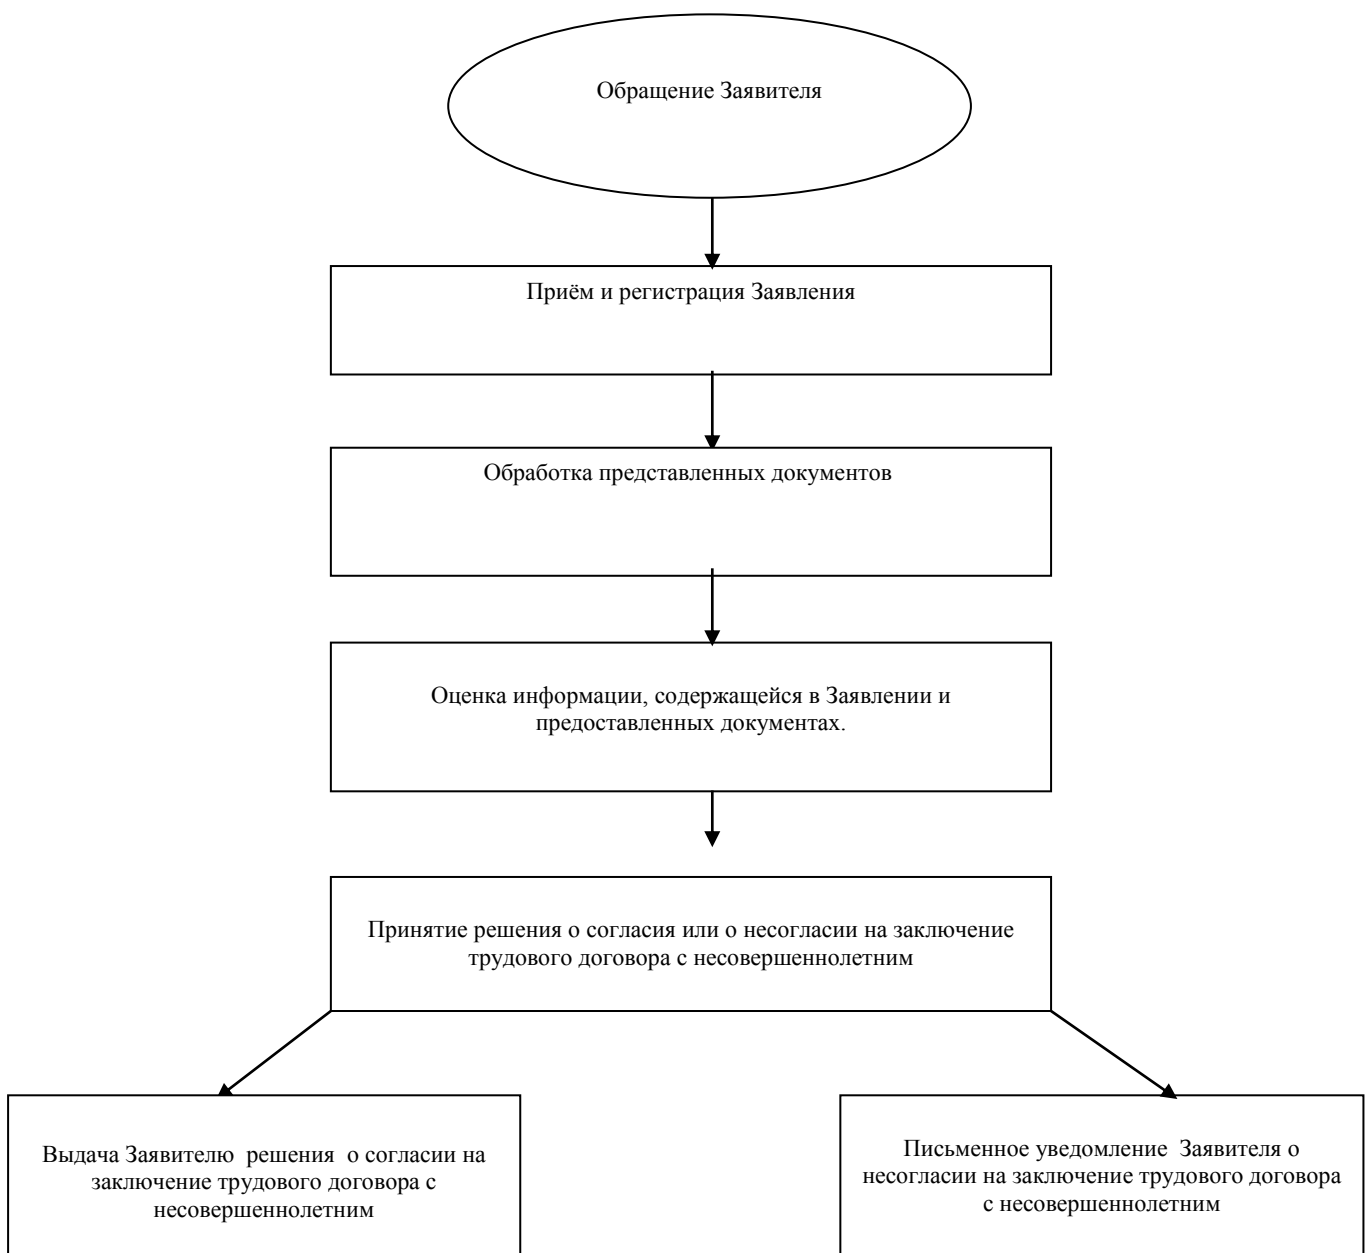 Обращение Заявителя
Приём и регистрация Заявления
Обработка представленных документов
Оценка информации, содержащейся в Заявлении и
предоставленных документах.
Принятие решения о согласия или о несогласии на заключение
трудового договора с несовершеннолетним
Выдача Заявителю  решения  о согласии на
заключение трудового договора с
несовершеннолетним
Письменное уведомление  Заявителя о
несогласии на заключение трудового договора
с несовершеннолетним